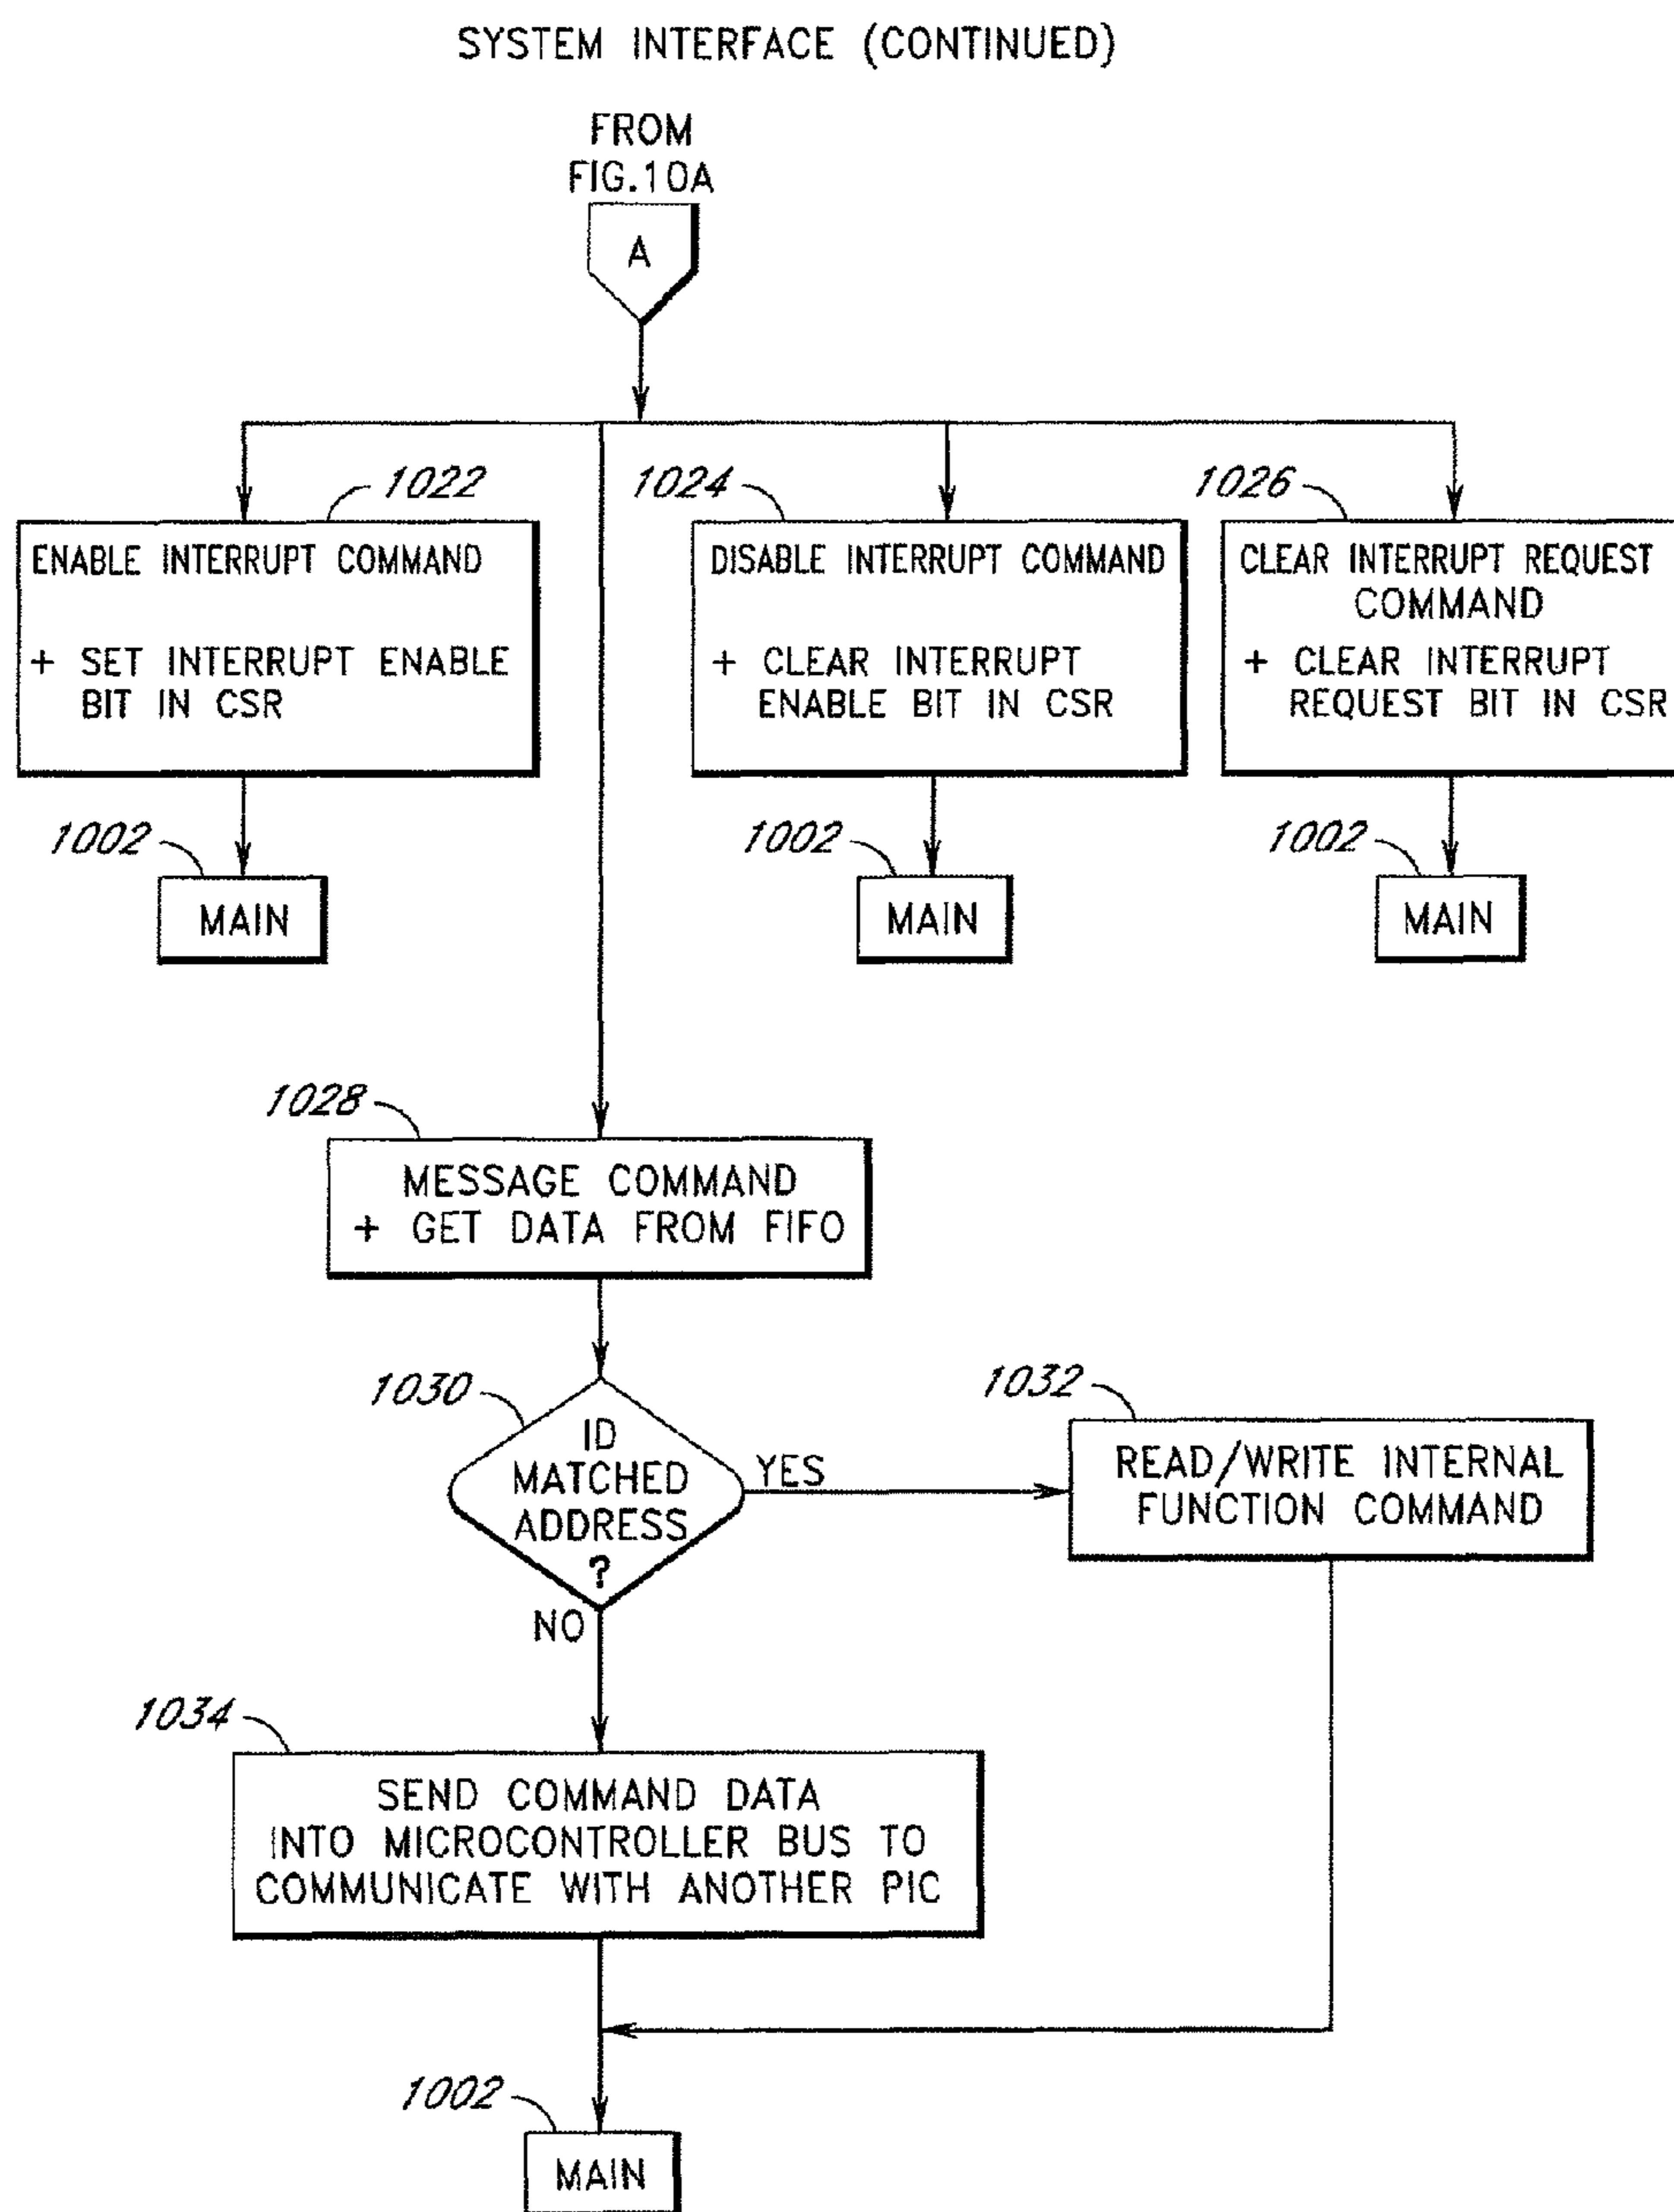 SYSTEM INTERFACE (CONTINUED)
FROM
FIG.10A
A
1022
ENABLE INTERRUPT COMMAND
+ SET INTERRUPT ENABLE
BIT IN CSR
1002
MAIN
1024
DISABLE INTERRUPT COMMAND
+ CLEAR INTERRUPT
ENABLE BIT IN CSR
1002
MAIN
1026
CLEAR INTERRUPT REQUEST
COMMAND
+ CLEAR INTERRUPT
REQUEST BIT IN CSR
1002
MAIN
1028
MESSAGE COMMAND
+ GET DATA FROM FIFO
1030
ID
MATCHED
ADDRESS
?
YES
1032
READ/WRITE INTERNAL
FUNCTION COMMAND
NO
1034
SEND COMMAND DATA
INTO MICROCONTROLLER BUS TO
COMMUNICATE WITH ANOTHER PIC
1002
MAIN